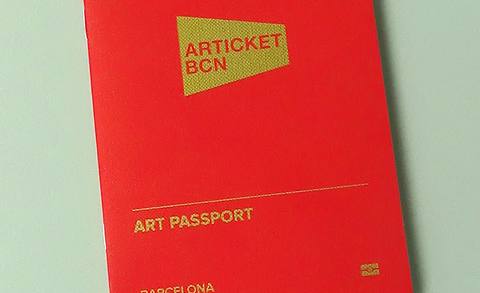 ARTICKET
BCN
ART PASSPORT
BARCELONA